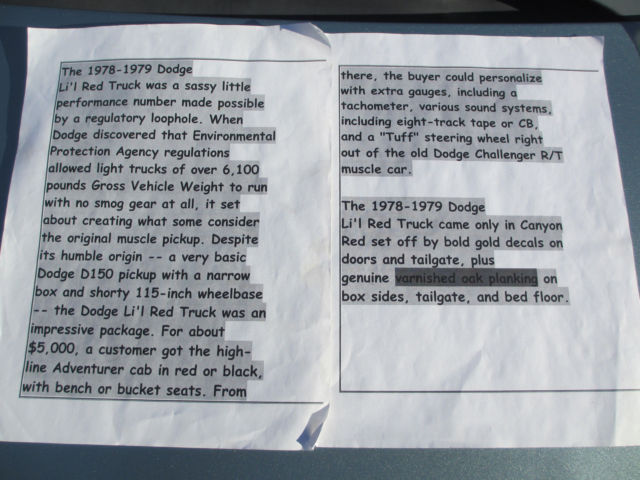 The 1978-1979 Dodge
Li'l Red Truck was a sassy little
performance number made possible
by a regulatory loophole. When
Dodge discovered that Environmental
Protection Agency regulations
allowed light trucks of over 6,100
pounds Gross Vehicle Weight to run
with no smog gear at all, it set
about creating what some consider
the original muscle pickup. Despite
its humble origin -- a very basic
Dodge D150 pickup with a narrow
box and shorty 115-inch wheelbase
-- the Dodge Li'l Red Truck was an
impressive package. For about
$5,000, a customer got the high-
line Adventurer cab in red or black,
with bench or bucket seats. From
there, the buyer could personalize
with extra gauges, including a
tachometer, various sound systems,
including eight-track tape or CB,
and a "Tuff" steering wheel right
out of the old Dodge Challenger R/T
muscle car.
The 1978-1979 Dodge
Li'l Red Truck came only in Canyon
Red set off by bold gold decals on
doors and tailgate, plus
genuine varnished oak planking on
box sides, tailgate, and bed floor.